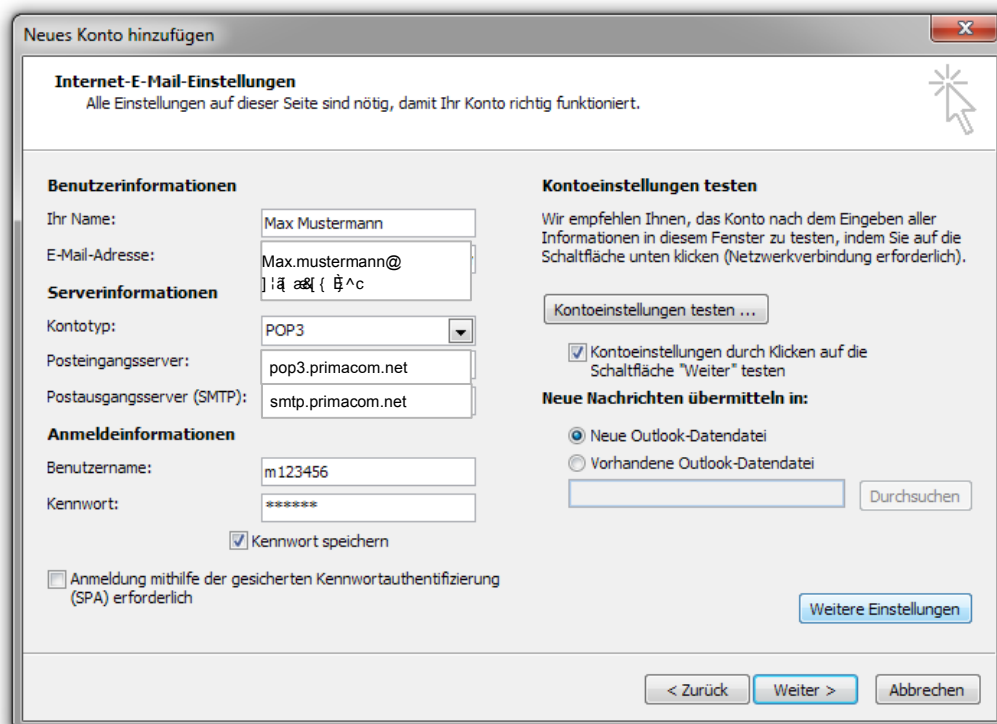 Neues Konto hinzufügen
Internet-E-Mail-Einstellungen
Alle Einstellungen auf dieser Seite sind nötig, damit Ihr Konto richtig funktioniert.
Benutzerinformationen
Ihr Name:
Max Mustermann
E-Mail-Adresse:
Max.mustermann@
Serverinformationen
Kontotyp:
POP3
Posteingangsserver:
pop3.primacom.net
Postausgangsserver (SMTP):
smtp.primacom.net
Anmeldeinformationen
Benutzername:
m123456
Kennwort:
******
Kennwort speichern
Anmeldung mithilfe der gesicherten Kennwortauthentifizierung
(SPA) erforderlich
Kontoeinstellungen testen
Wir empfehlen Ihnen, das Konto nach dem Eingeben aller
Informationen in diesem Fenster zu testen, indem Sie auf die
Schaltfläche unten klicken (Netzwerkverbindung erforderlich).
Kontoeinstellungen testen ...
Kontoeinstellungen durch Klicken auf die
Schaltfläche "Weiter" testen
Neue Nachrichten übermitteln in:
Neue Outlook-Datendatei
Vorhandene Outlook-Datendatei
Durchsuchen
Weitere Einstellungen
< Zurück
Weiter >
Abbrechen